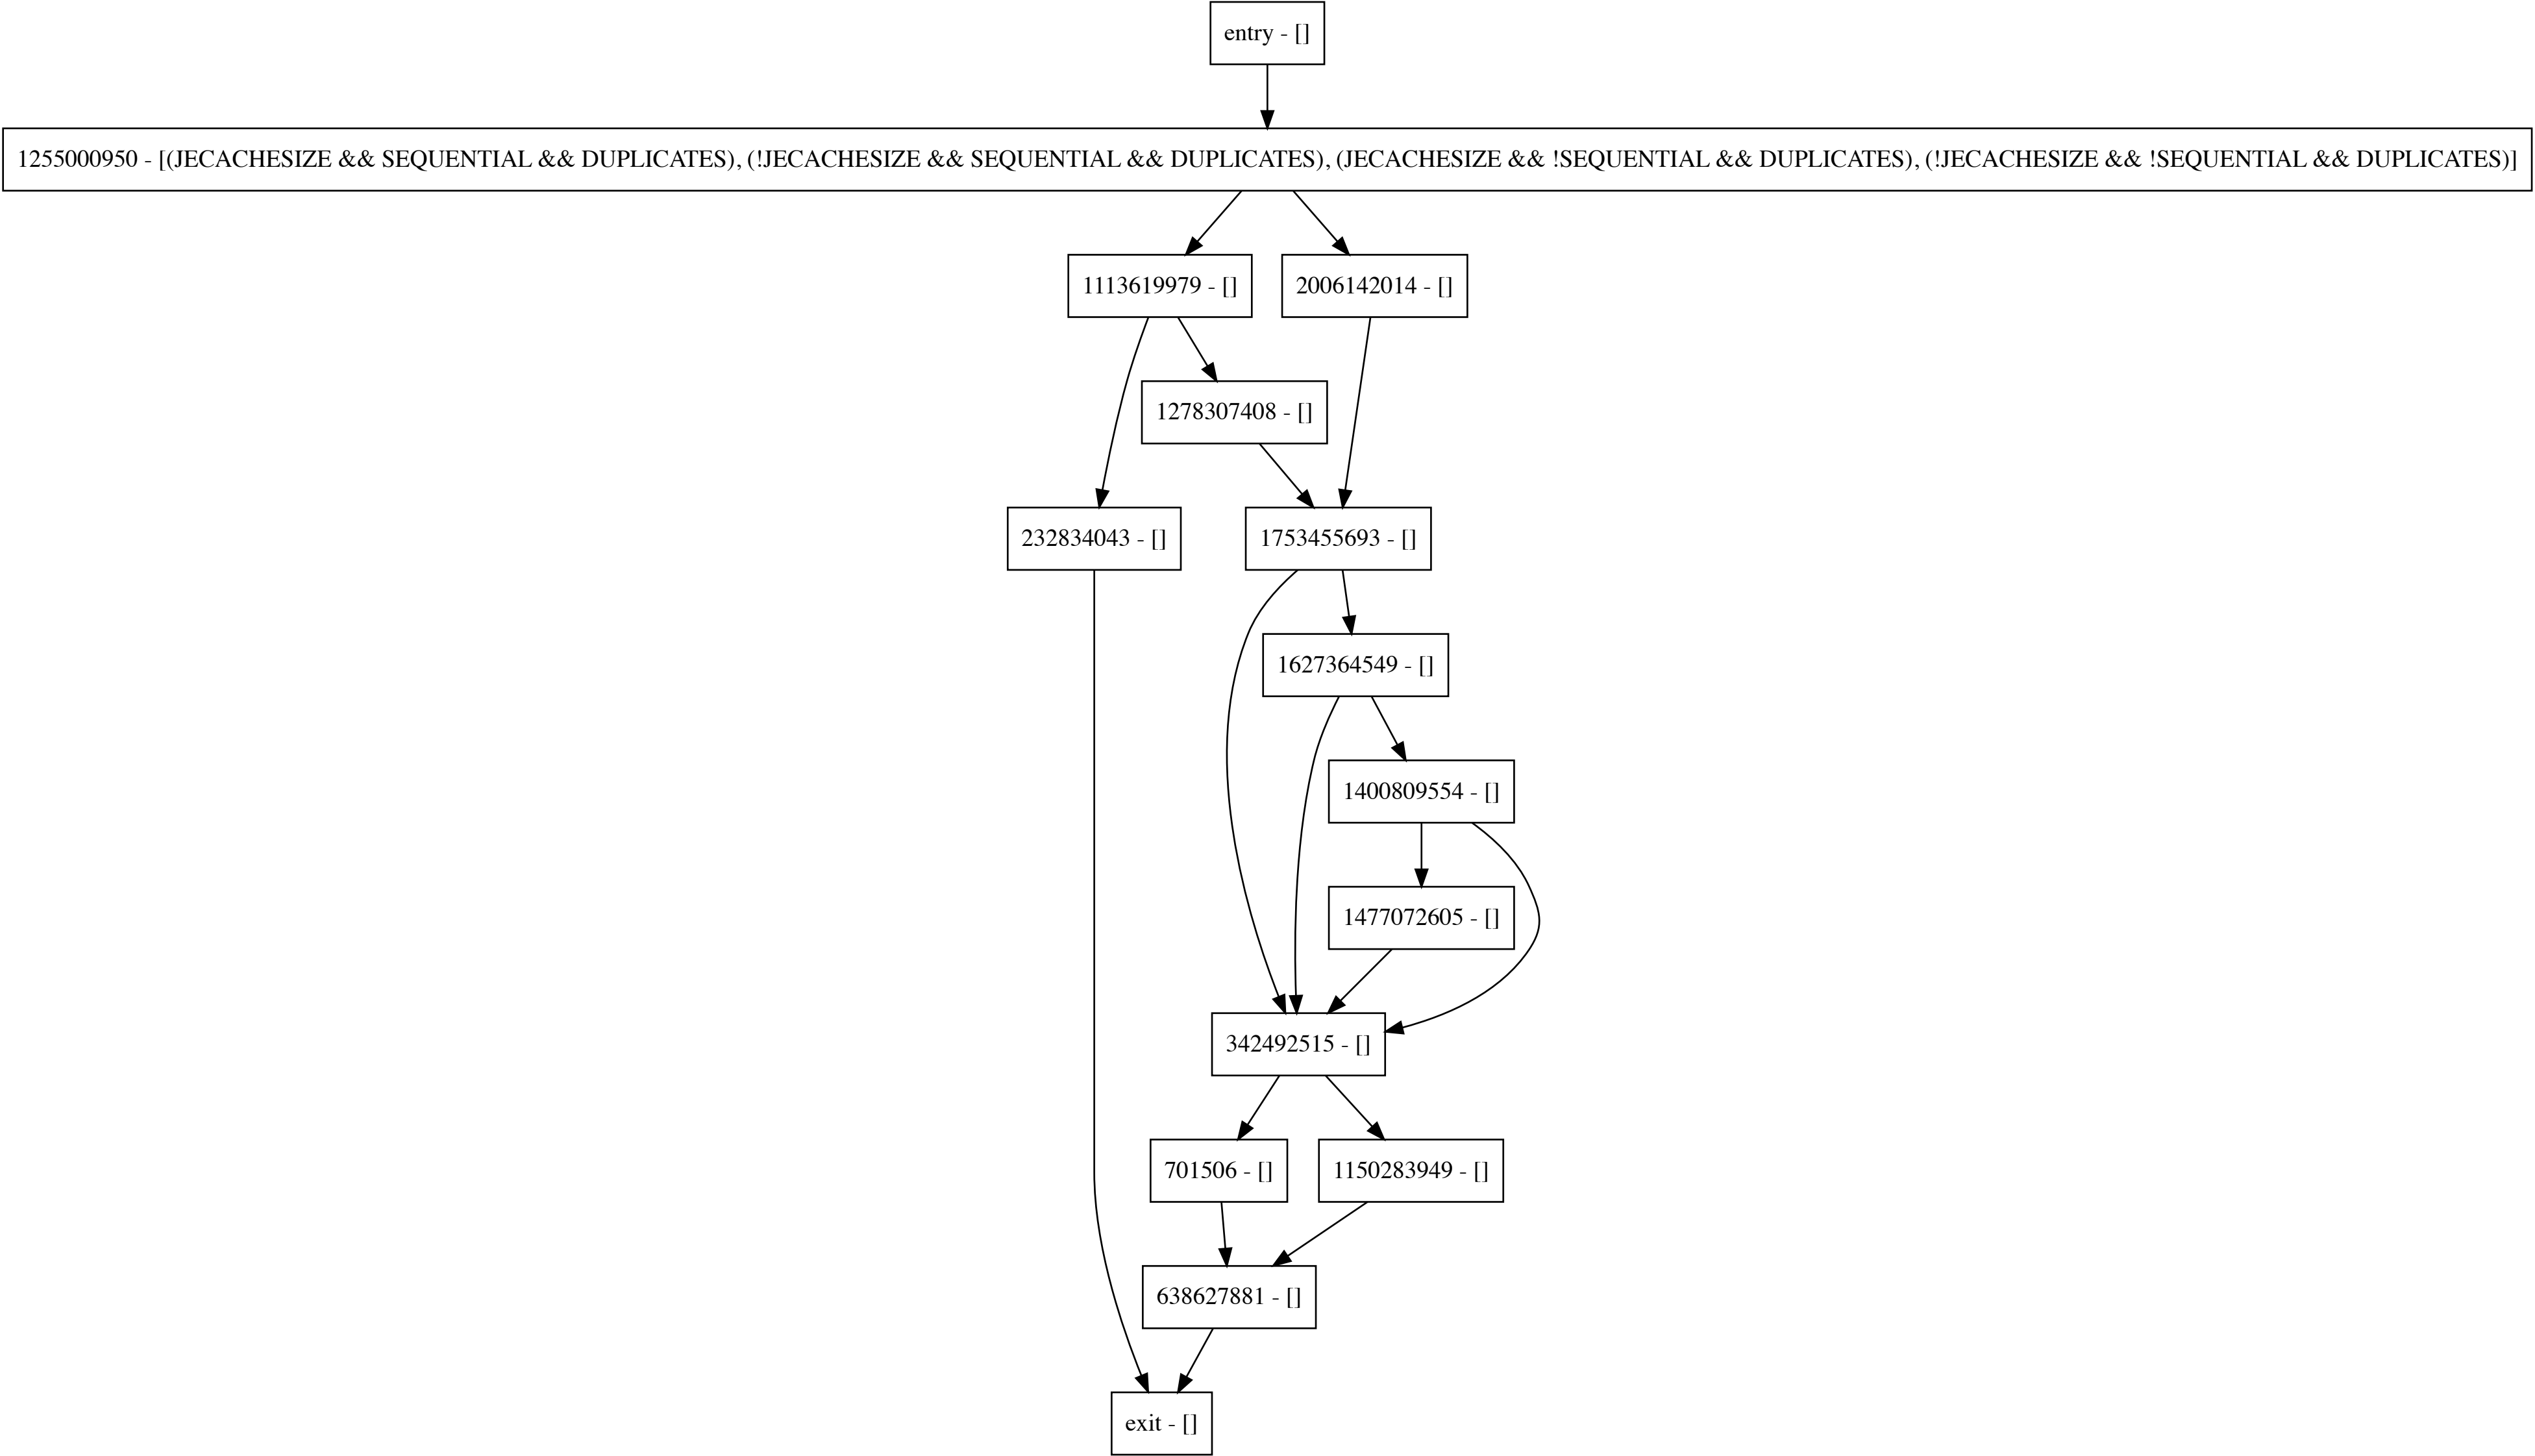 entry - []
1255000950 - [(JECACHESIZE && SEQUENTIAL && DUPLICATES), (!JECACHESIZE && SEQUENTIAL && DUPLICATES), (JECACHESIZE && !SEQUENTIAL && DUPLICATES), (!JECACHESIZE && !SEQUENTIAL && DUPLICATES)]
1113619979 - []
2006142014 - []
1278307408 - []
232834043 - []
1753455693 - []
1627364549 - []
1400809554 - []
1477072605 - []
342492515 - []
701506 - []
1150283949 - []
638627881 - []
exit - []